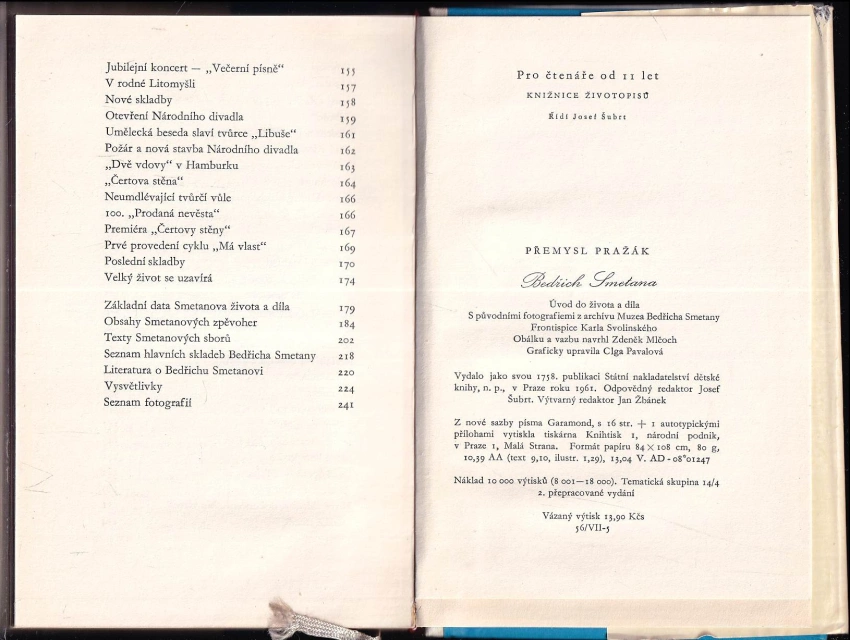 Jubilejní koncert — „Večerní písně“ 155
V rodné Litomyšli 157
Nové skladby 158
Otevření Národního divadla 159
Umělecká beseda slaví tvůrce „Libuše“ 161
Požár a nová stavba Národního divadla 162
„Dvě vdovy“ v Hamburku 163
„Čertova stěna“ 164
Neumdlévající tvůrčí vůle 166
100. „Prodaná nevěsta“ 166
Premiéra „Čertovy stěny“ 167
Prvé provedení cyklu „Má vlast“ 169
Poslední skladby 170
Velký život se uzavírá 174
Základní data Smetanova života a díla 179
Obsahy Smetanových zpěvoher 184
Texty Smetanových sborů 202
Seznam hlavních skladeb Bedřicha Smetany 218
Literatura o Bedřichu Smetanovi 220
Vysvětlivky 224
Seznam fotografií 241
Pro čtenáře od 11 let
KNIŽNICE ŽIVOTOPISŮ
Řídí Josef Šubrt
PŘEMYSL PRAŽÁK
Bedřich Smetana
Úvod do života a díla
S původními fotografiemi z archívu Muzea Bedřicha Smetany
Frontispice Karla Svolinského
Obálku a vazbu navrhl Zdeněk Mlčoch
Graficky upravila Olga Pavalová
Vydalo jako svou 1758. publikaci Státní nakladatelství dětské
knihy, n. p., v Praze roku 1961. Odpovědný redaktor Josef
Šubrt. Výtvarný redaktor Jan Žbánek
Z nové sazby písma Garamond, s 16 str. + 1 autotypickými
přílohami vytiskla tiskárna Knihtisk 1, národní podnik,
v Praze 1, Malá Strana. Formát papíru 84×108 cm, 80 g,
10,39 AA (text 9,10, ilustr. 1,29), 13,04 V. AD-08*01247
Náklad 10 000 výtisků (8 001—18 000). Tematická skupina 14/4
2. přepracované vydání
Vázaný výtisk 13,90 Kčs
56/VII-5